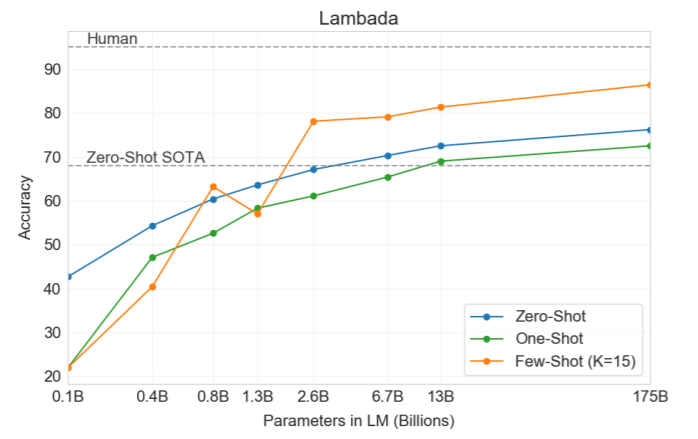 Lambada
Human
90
80
70
Zero-Shot SOTA
60
50
40
30
20
Accuracy
Zero-Shot
One-Shot
Few-Shot (K=15)
0.1B 0.4B 0.8B 1.3B 2.6B 6.7B 13B 175B
Parameters in LM (Billions)